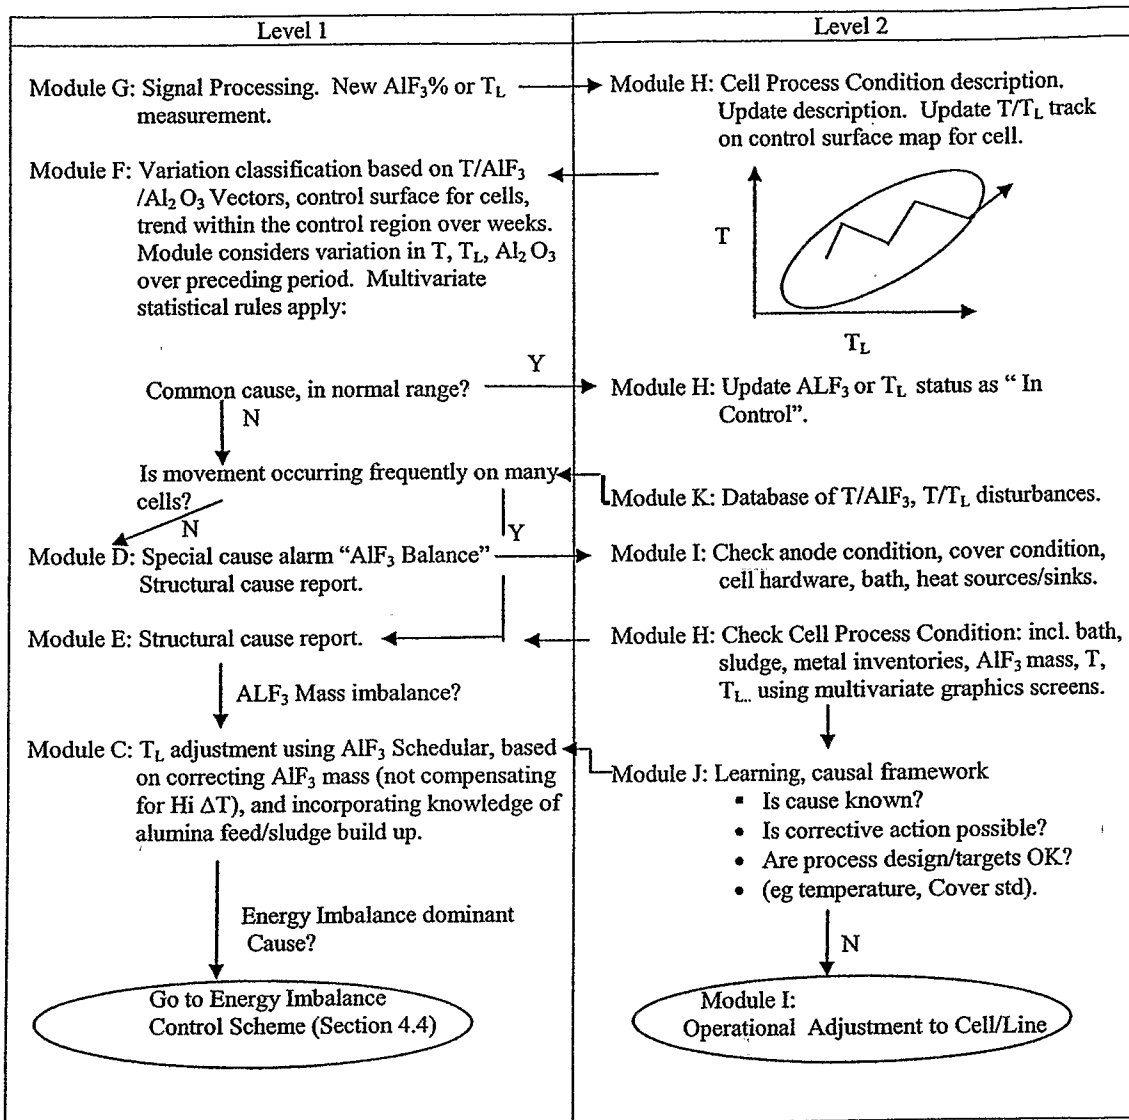 Level 1
Level 2
Module G: Signal Processing. New AlF3% or TL
measurement.
Module H: Cell Process Condition description.
Update description. Update T/TL track
on control surface map for cell.
Module F: Variation classification based on T/AlF3
/Al2 O3 Vectors, control surface for cells,
trend within the control region over weeks.
Module considers variation in T, TL, Al2 O3
over preceding period. Multivariate
statistical rules apply:
T
TL
Common cause, in normal range?
Y
N
Module H: Update ALF3 or TL status as “ In
Control”.
Is movement occurring frequently on many
cells?
N
Y
Module K: Database of T/AlF3, T/TL disturbances.
Module D: Special cause alarm “AlF3 Balance”
Structural cause report.
Module I: Check anode condition, cover condition,
cell hardware, bath, heat sources/sinks.
Module E: Structural cause report.
Module H: Check Cell Process Condition: incl. bath,
sludge, metal inventories, AlF3 mass, T,
TL.. using multivariate graphics screens.
ALF3 Mass imbalance?
Module C: TL adjustment using AlF3 Schedular, based
on correcting AlF3 mass (not compensating
for Hi ΔT), and incorporating knowledge of
alumina feed/sludge build up.
Module J: Learning, causal framework
▪ Is cause known?
• Is corrective action possible?
• Are process design/targets OK?
• (eg temperature, Cover std).
Energy Imbalance dominant
Cause?
N
Go to Energy Imbalance
Control Scheme (Section 4.4)
Module I:
Operational Adjustment to Cell/Line